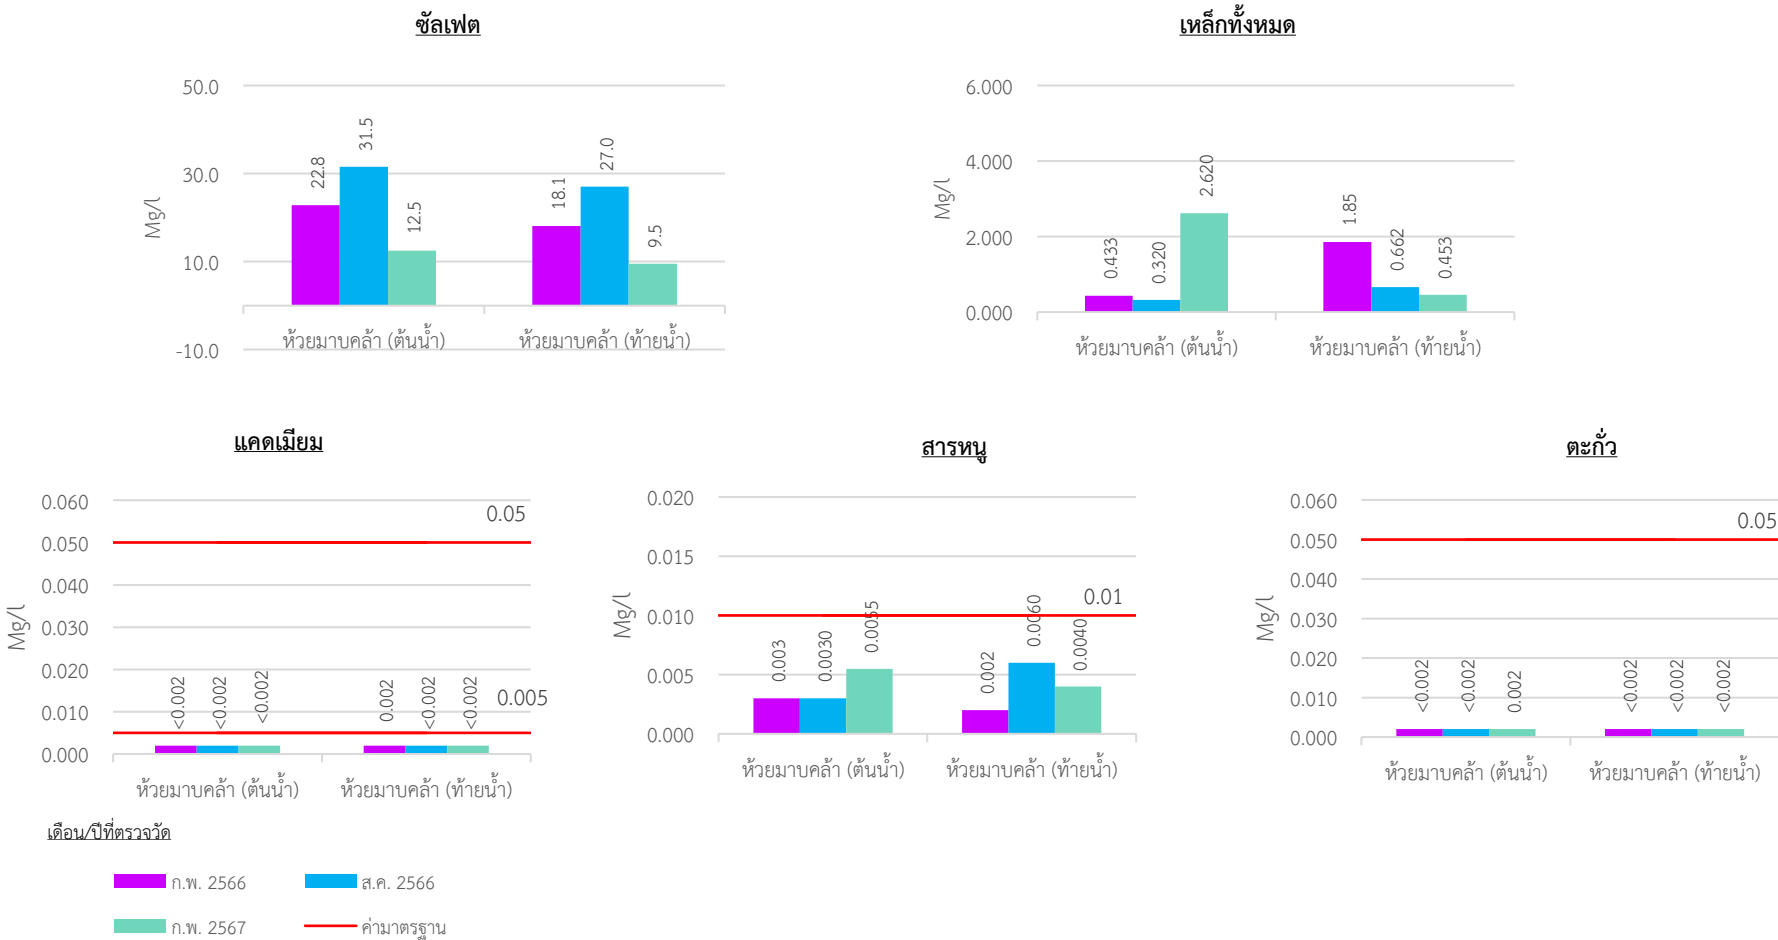 ซัลเฟต
50.0
30.0
10.0
-10.0
Mg/l
22.8
31.5
12.5
18.1
27.0
9.5
ห้วยมาบคล้า (ต้นน้ำ)
ห้วยมาบคล้า (ท้ายน้ำ)
เหล็กทั้งหมด
6.000
4.000
2.000
0.000
Mg/l
0.433
0.320
2.620
1.85
0.662
0.453
ห้วยมาบคล้า (ต้นน้ำ)
ห้วยมาบคล้า (ท้ายน้ำ)
แคดเมียม
0.060
0.050
0.040
0.030
0.020
0.010
0.000
Mg/l
0.05
0.005
<0.002
<0.002
<0.002
0.002
<0.002
<0.002
ห้วยมาบคล้า (ต้นน้ำ)
ห้วยมาบคล้า (ท้ายน้ำ)
สารหนู
0.020
0.015
0.010
0.005
0.000
Mg/l
0.01
0.003
0.0030
0.0055
0.002
0.0060
0.0040
ห้วยมาบคล้า (ต้นน้ำ)
ห้วยมาบคล้า (ท้ายน้ำ)
ตะกั่ว
0.060
0.050
0.040
0.030
0.020
0.010
0.000
Mg/l
0.05
<0.002
<0.002
0.002
<0.002
<0.002
<0.002
ห้วยมาบคล้า (ต้นน้ำ)
ห้วยมาบคล้า (ท้ายน้ำ)
เดือน/ปีที่ตรวจวัด
ก.พ. 2566
ส.ค. 2566
ก.พ. 2567
ค่ามาตรฐาน